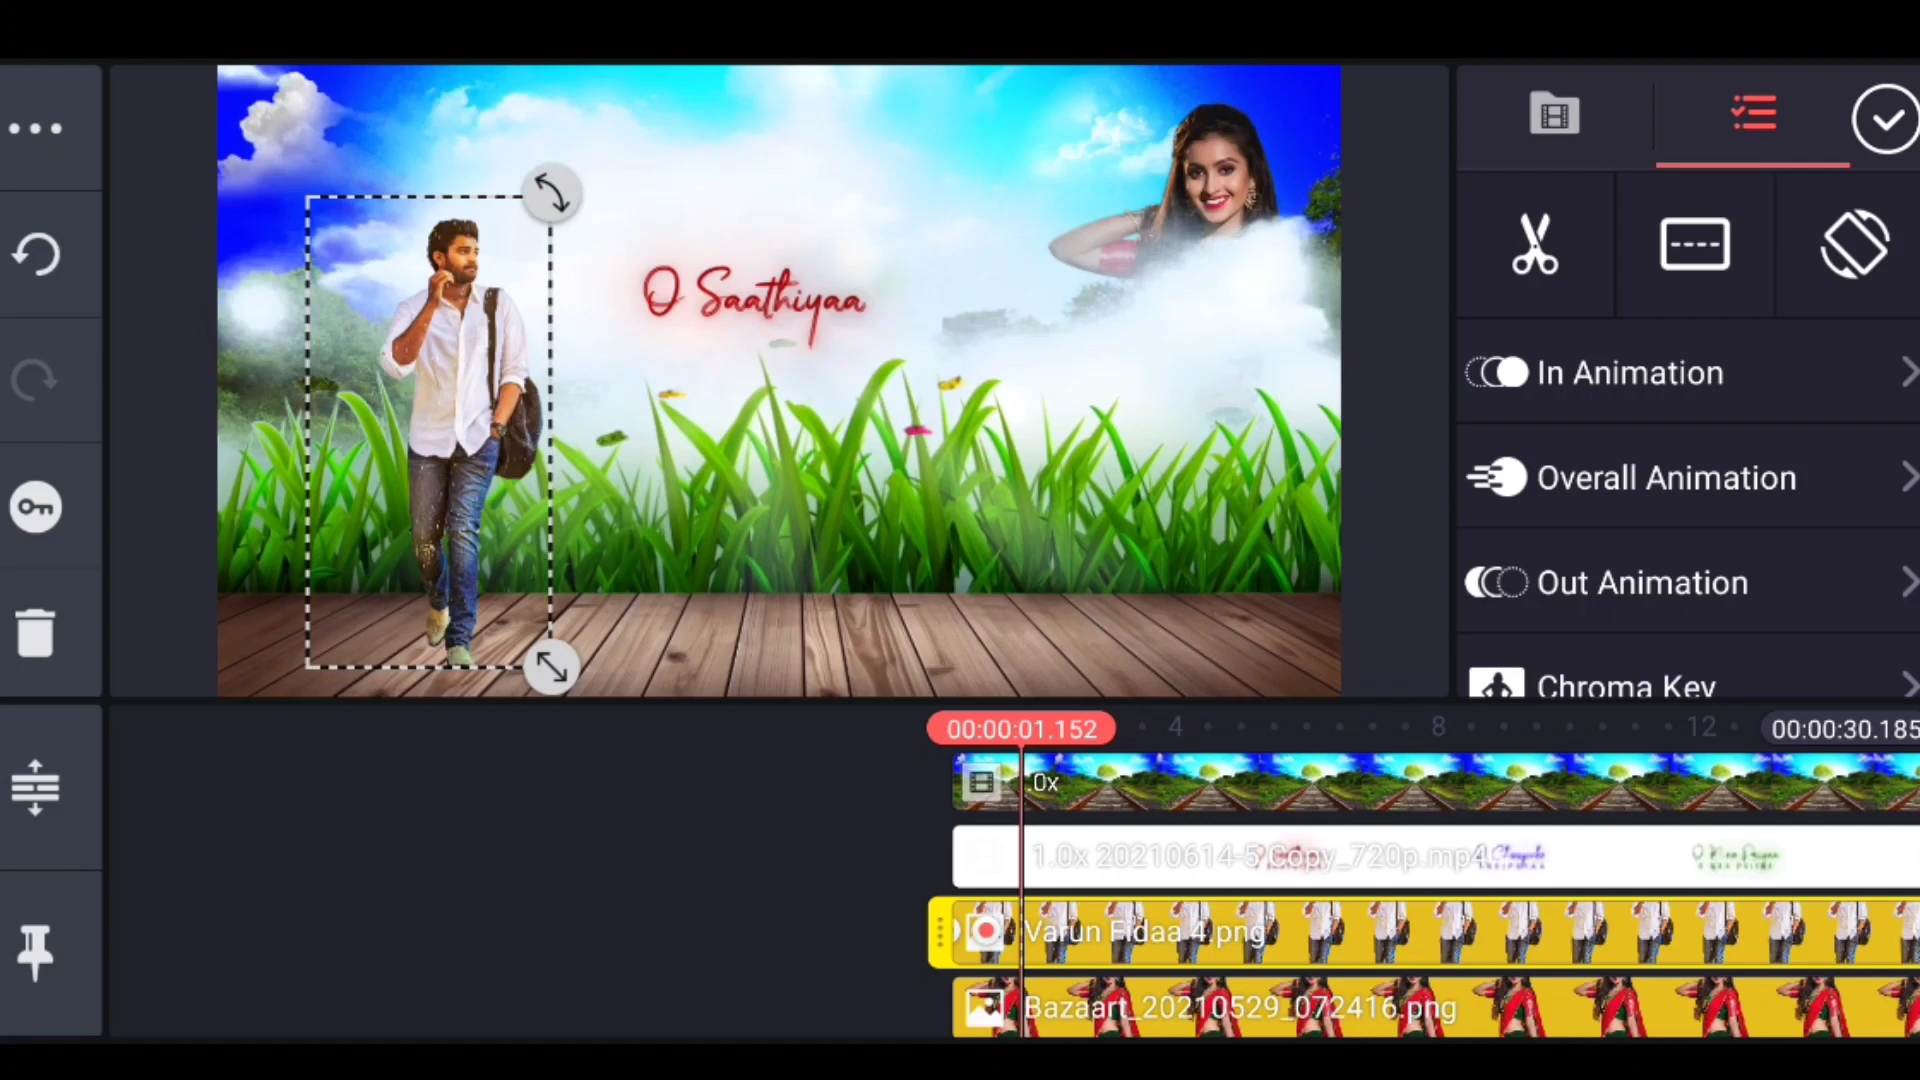 O Saathiyaa
In Animation
Overall Animation
Out Animation
Chroma Key
00:00:01.152
4
8
12
00:00:30.185
.0x
1.0x 20210614-5 Copy_720p.mp4
Varun Fidaa 4.png
Bazaart_20210529_072416.png